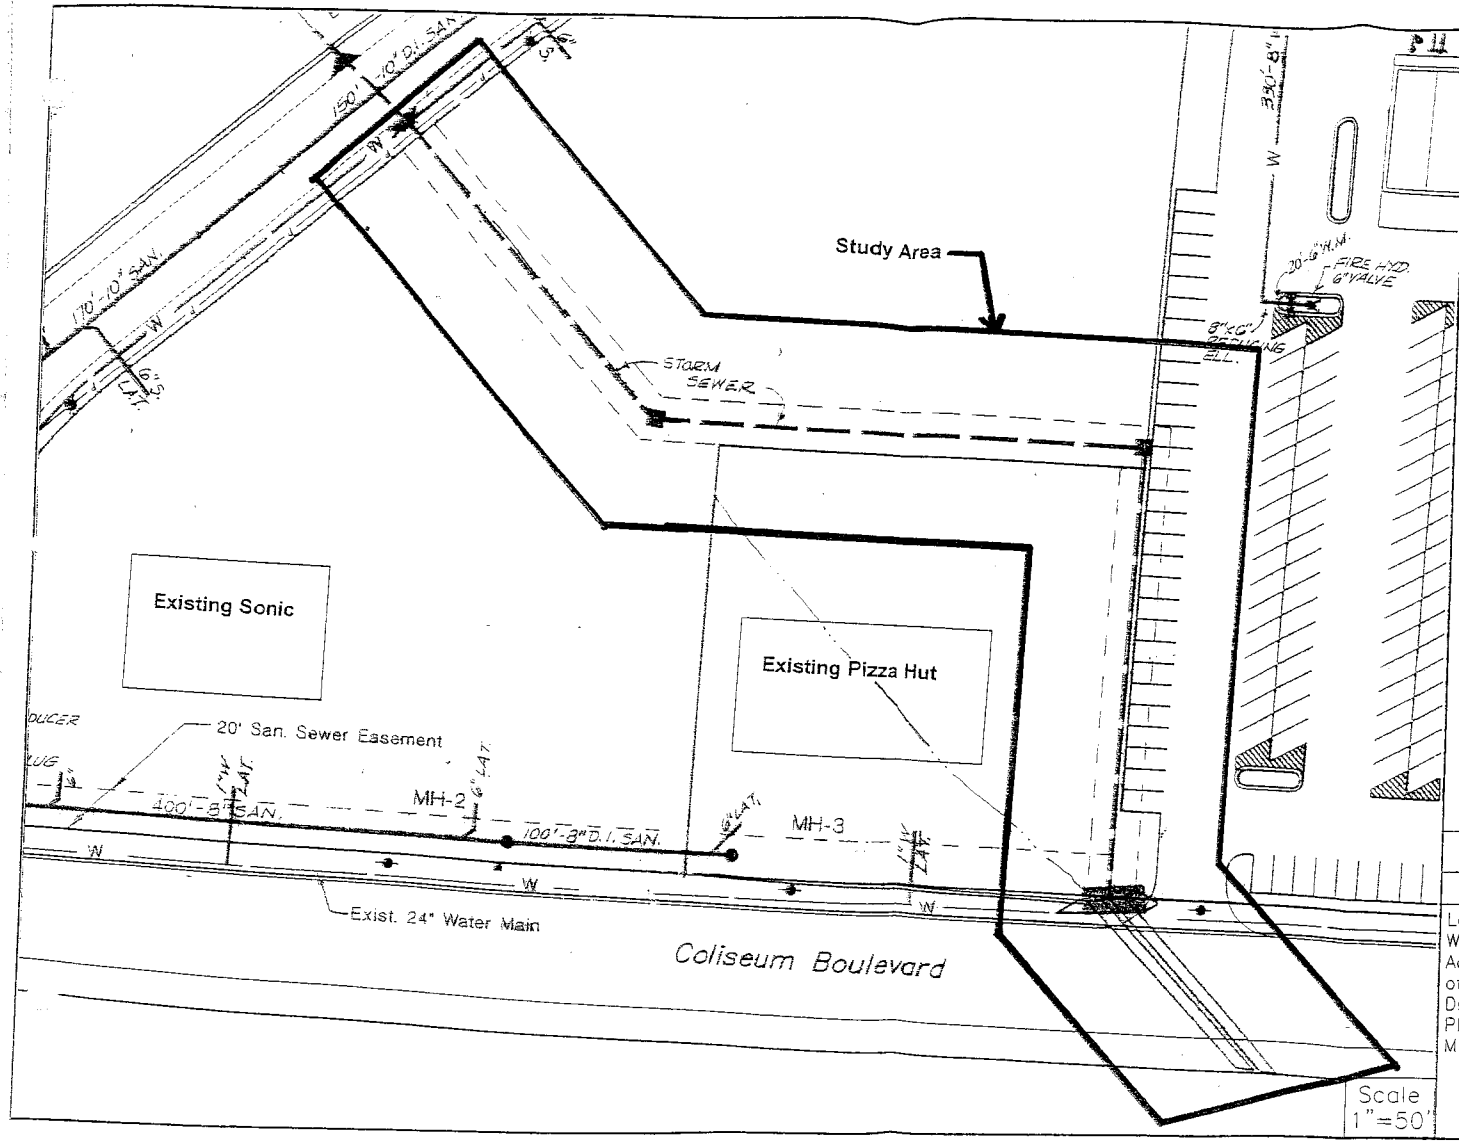 150'-10" D.I. SAN.
6" S.
W
330'-8"
W
Study Area
20'-6" W.M.
FIRE HYD.
6" VALVE
8"x6"
REDUCING
ELL.
170'-10" SAN.
W
6" S.
LAT.
STORM
SEWER
Existing Sonic
Existing Pizza Hut
DUCER
LUG
6"
20' San. Sewer Easement
1" W
LAT.
6" LAT.
MH-2
400'-8" SAN.
100'-8" D.I. SAN.
6" LAT.
MH-3
1" W
LAT.
W
W
W
Exist. 24" Water Main
Coliseum Boulevard
Scale
1"=50'